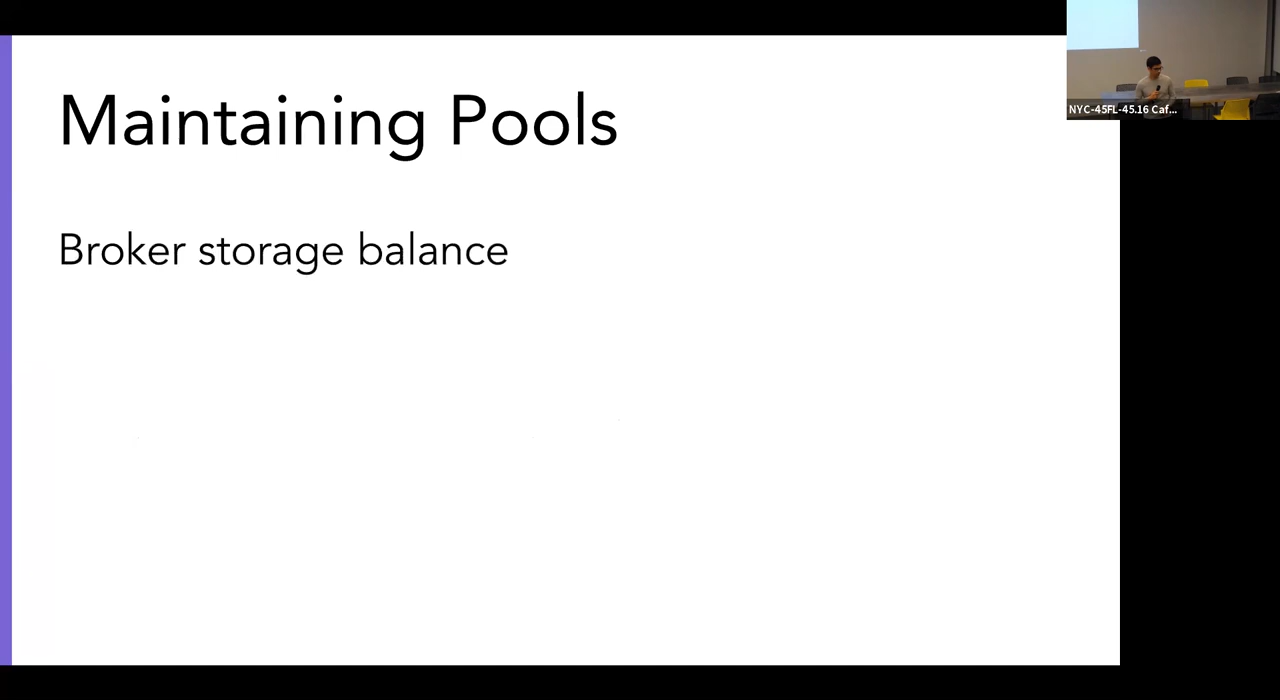 Maintaining Pools
Broker storage balance
NYC-45FL-45.16 Caf...